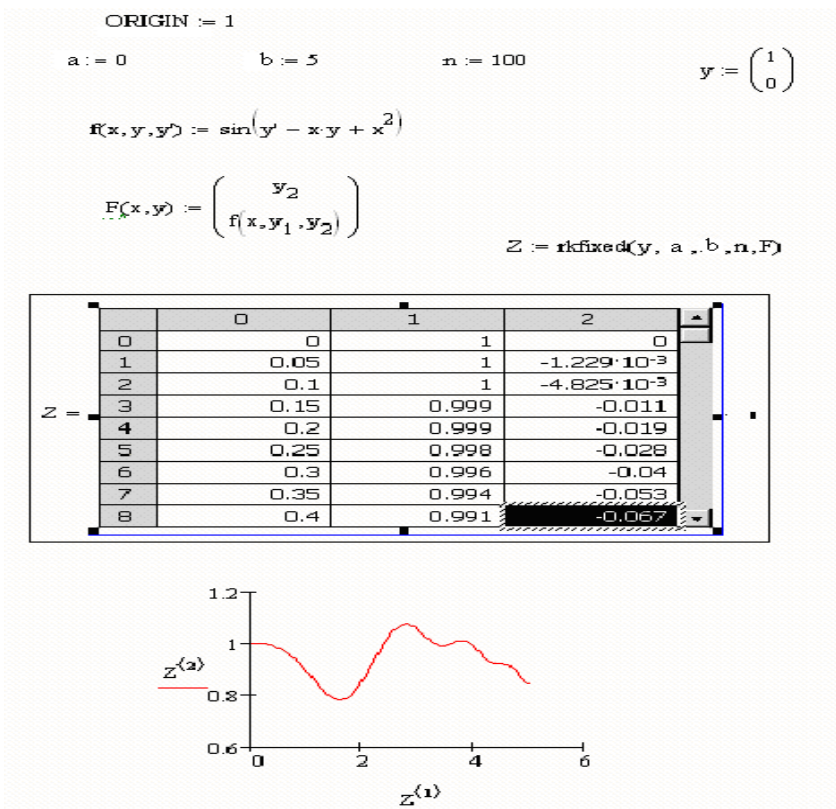 ORIGIN := 1
a := 0 b := 5 n := 100 y := (1 0)
f(x,y,y') := sin(y' − x·y + x²)
F(x,y) := (y₂ f(x,y₁,y₂))
Z := rkfixed(y, a ,.b ,n,F)
0 1 2
0 0 1 0
1 0.05 1 -1.229·10⁻³
2 0.1 1 -4.825·10⁻³
Z = 3 0.15 0.999 -0.011
4 0.2 0.999 -0.019
5 0.25 0.998 -0.028
6 0.3 0.996 -0.04
7 0.35 0.994 -0.053
8 0.4 0.991 -0.067
1.2
1
Z⟨2⟩
0.8
0.6
0 2 4 6
Z⟨1⟩